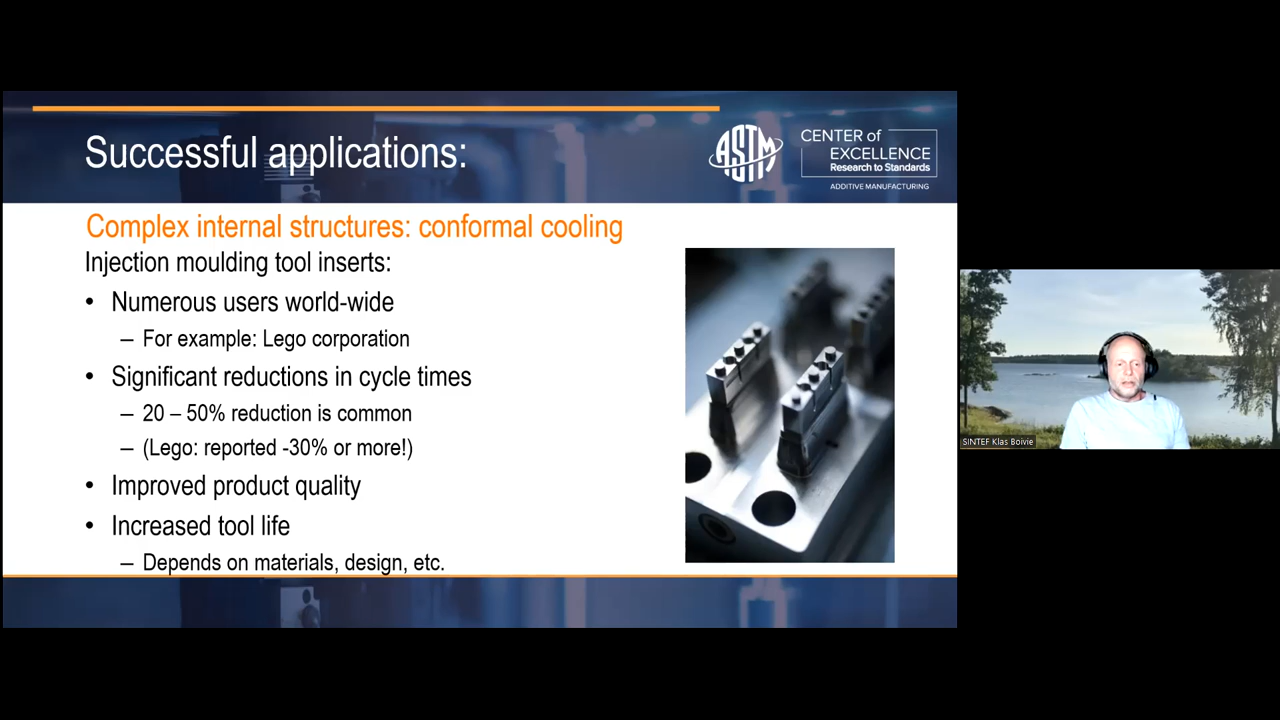 Successful applications:
ASTM
CENTER of
EXCELLENCE
Research to Standards
ADDITIVE MANUFACTURING
Complex internal structures: conformal cooling
Injection moulding tool inserts:
• Numerous users world-wide
– For example: Lego corporation
• Significant reductions in cycle times
– 20 – 50% reduction is common
– (Lego: reported -30% or more!)
• Improved product quality
• Increased tool life
– Depends on materials, design, etc.
SINTEF Klas Boivie